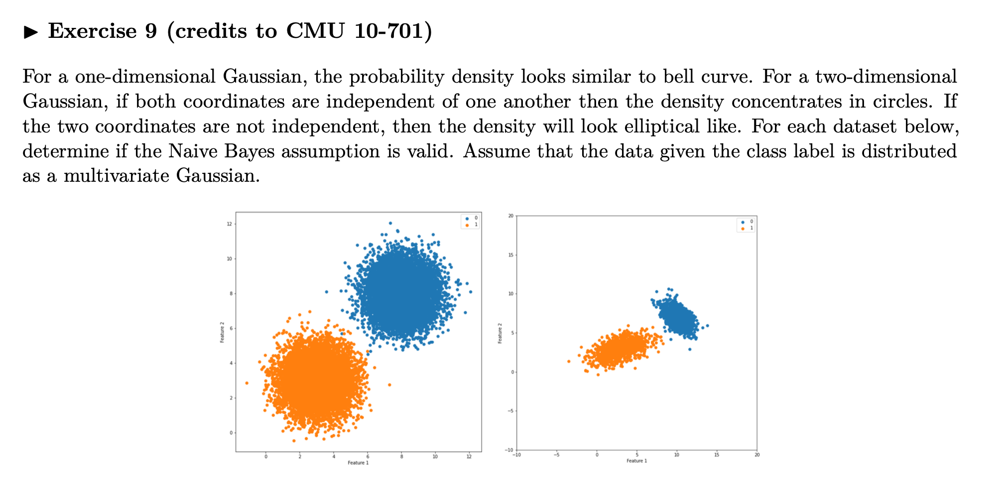 ► Exercise 9 (credits to CMU 10-701)
For a one-dimensional Gaussian, the probability density looks similar to bell curve. For a two-dimensional
Gaussian, if both coordinates are independent of one another then the density concentrates in circles. If
the two coordinates are not independent, then the density will look elliptical like. For each dataset below,
determine if the Naive Bayes assumption is valid. Assume that the data given the class label is distributed
as a multivariate Gaussian.
0
1
12
10
8
6
4
2
0
Feature 2
0 2 4 6 8 10 12
Feature 1
0
1
20
15
10
5
0
−5
−10
Feature 2
−10 −5 0 5 10 15 20
Feature 1